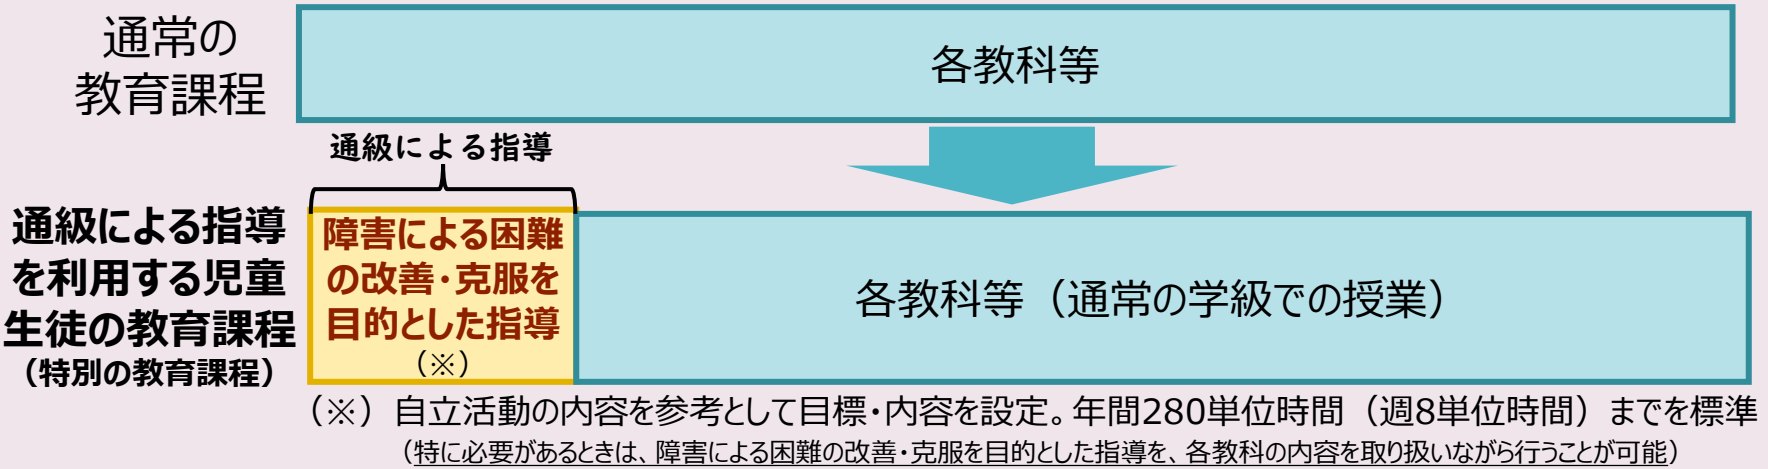 通常の
教育課程
各教科等
通級による指導
通級による指導
を利用する児童
生徒の教育課程
（特別の教育課程）
障害による困難
の改善・克服を
目的とした指導
（※）
各教科等（通常の学級での授業）
（※）自立活動の内容を参考として目標・内容を設定。年間280単位時間（週8単位時間）までを標準
（特に必要があるときは、障害による困難の改善・克服を目的とした指導を、各教科の内容を取り扱いながら行うことが可能）